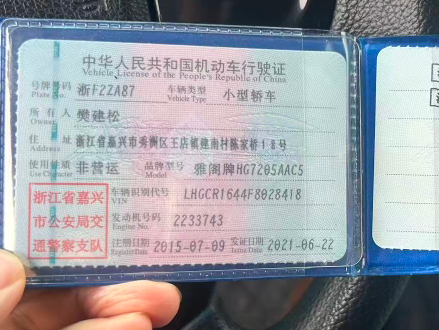 中华人民共和国机动车行驶证
Vehicle License of the People's Republic of China
号牌号码 浙F2ZA87 车辆类型 小型轿车
Plate No. Vehicle Type
所有人 樊建松
Owner
住址 浙江省嘉兴市秀洲区王店镇建南村陈家桥18号
Address
使用性质 非营运 品牌型号 雅阁牌HG7205AAC5
Use Character Model
浙江省嘉兴
市公安局交
通警察支队
车辆识别代号 LHGCR1644F8028418
VIN
发动机号码 2233743
Engine No.
注册日期 2015-07-09 发证日期 2021-06-22
Register Date Issue Date